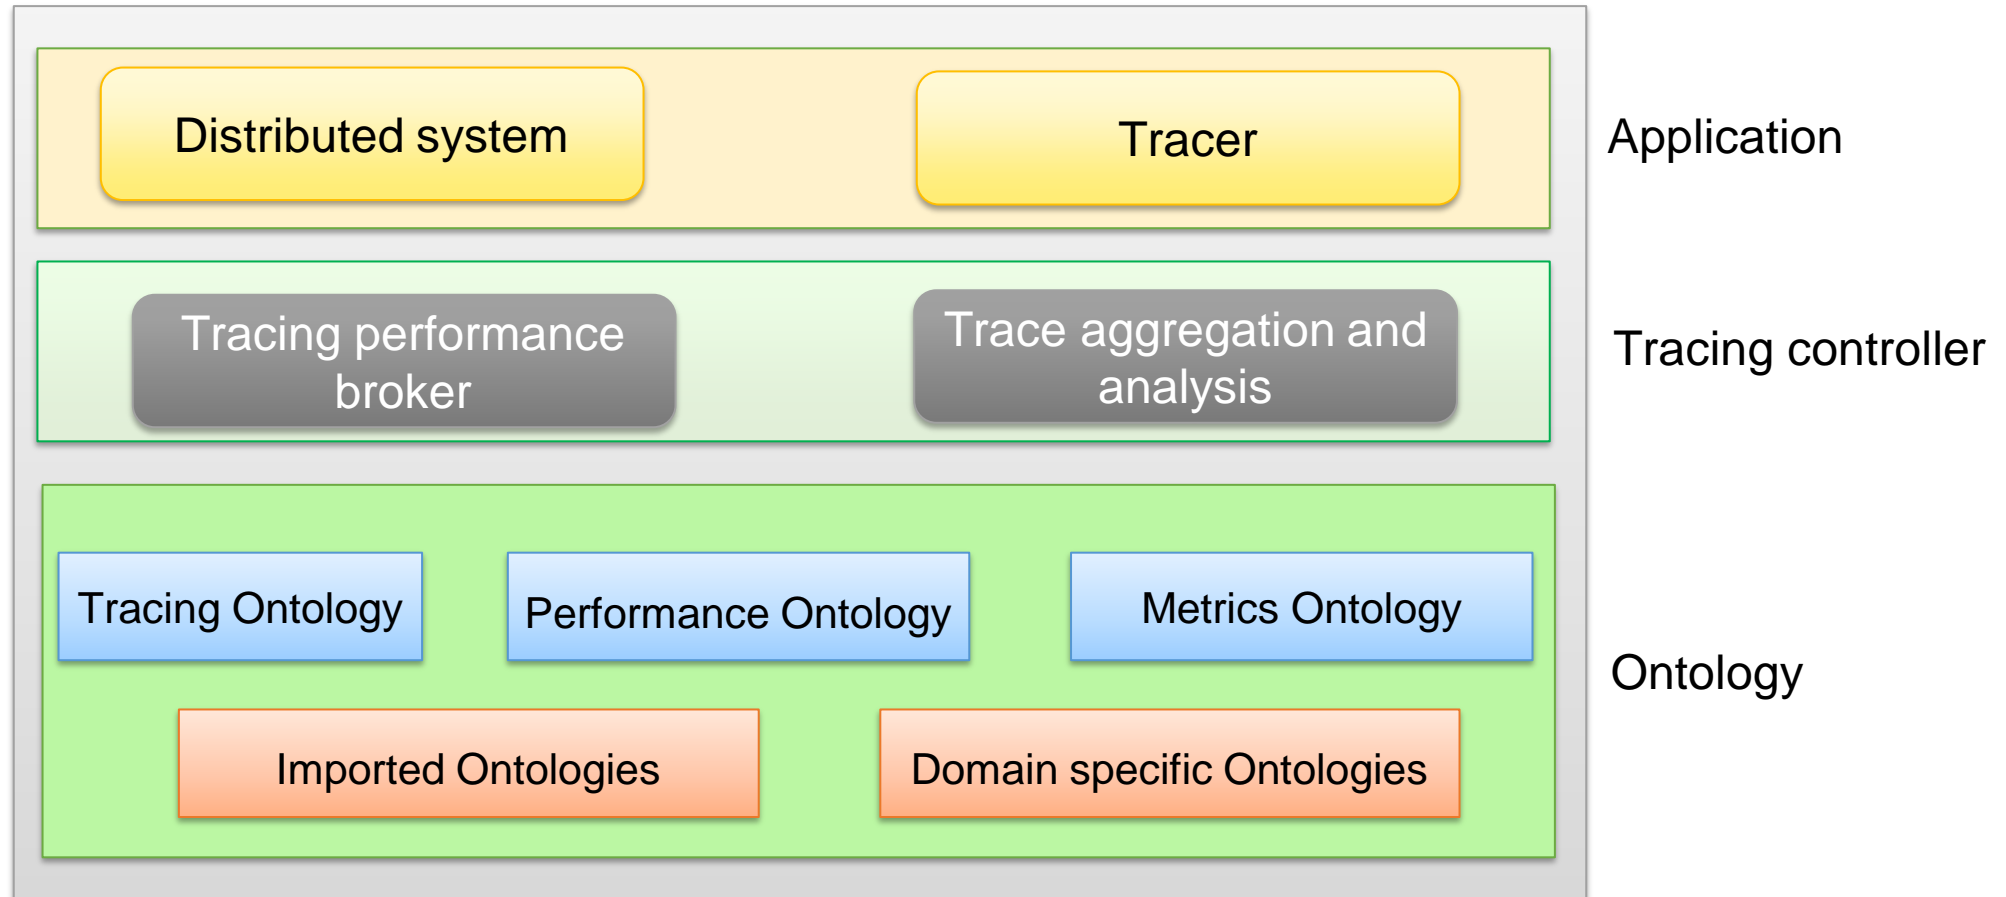 Distributed system
Tracer
Application
Tracing performance
broker
Trace aggregation and
analysis
Tracing controller
Tracing Ontology
Performance Ontology
Metrics Ontology
Ontology
Imported Ontologies
Domain specific Ontologies